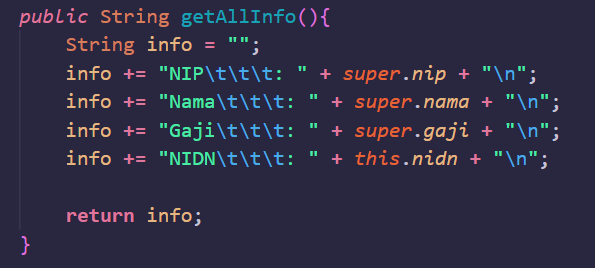 public String getAllInfo(){
    String info = "";
    info += "NIP\t\t\t: " + super.nip + "\n";
    info += "Nama\t\t\t: " + super.nama + "\n";
    info += "Gaji\t\t\t: " + super.gaji + "\n";
    info += "NIDN\t\t\t: " + this.nidn + "\n";

    return info;
}